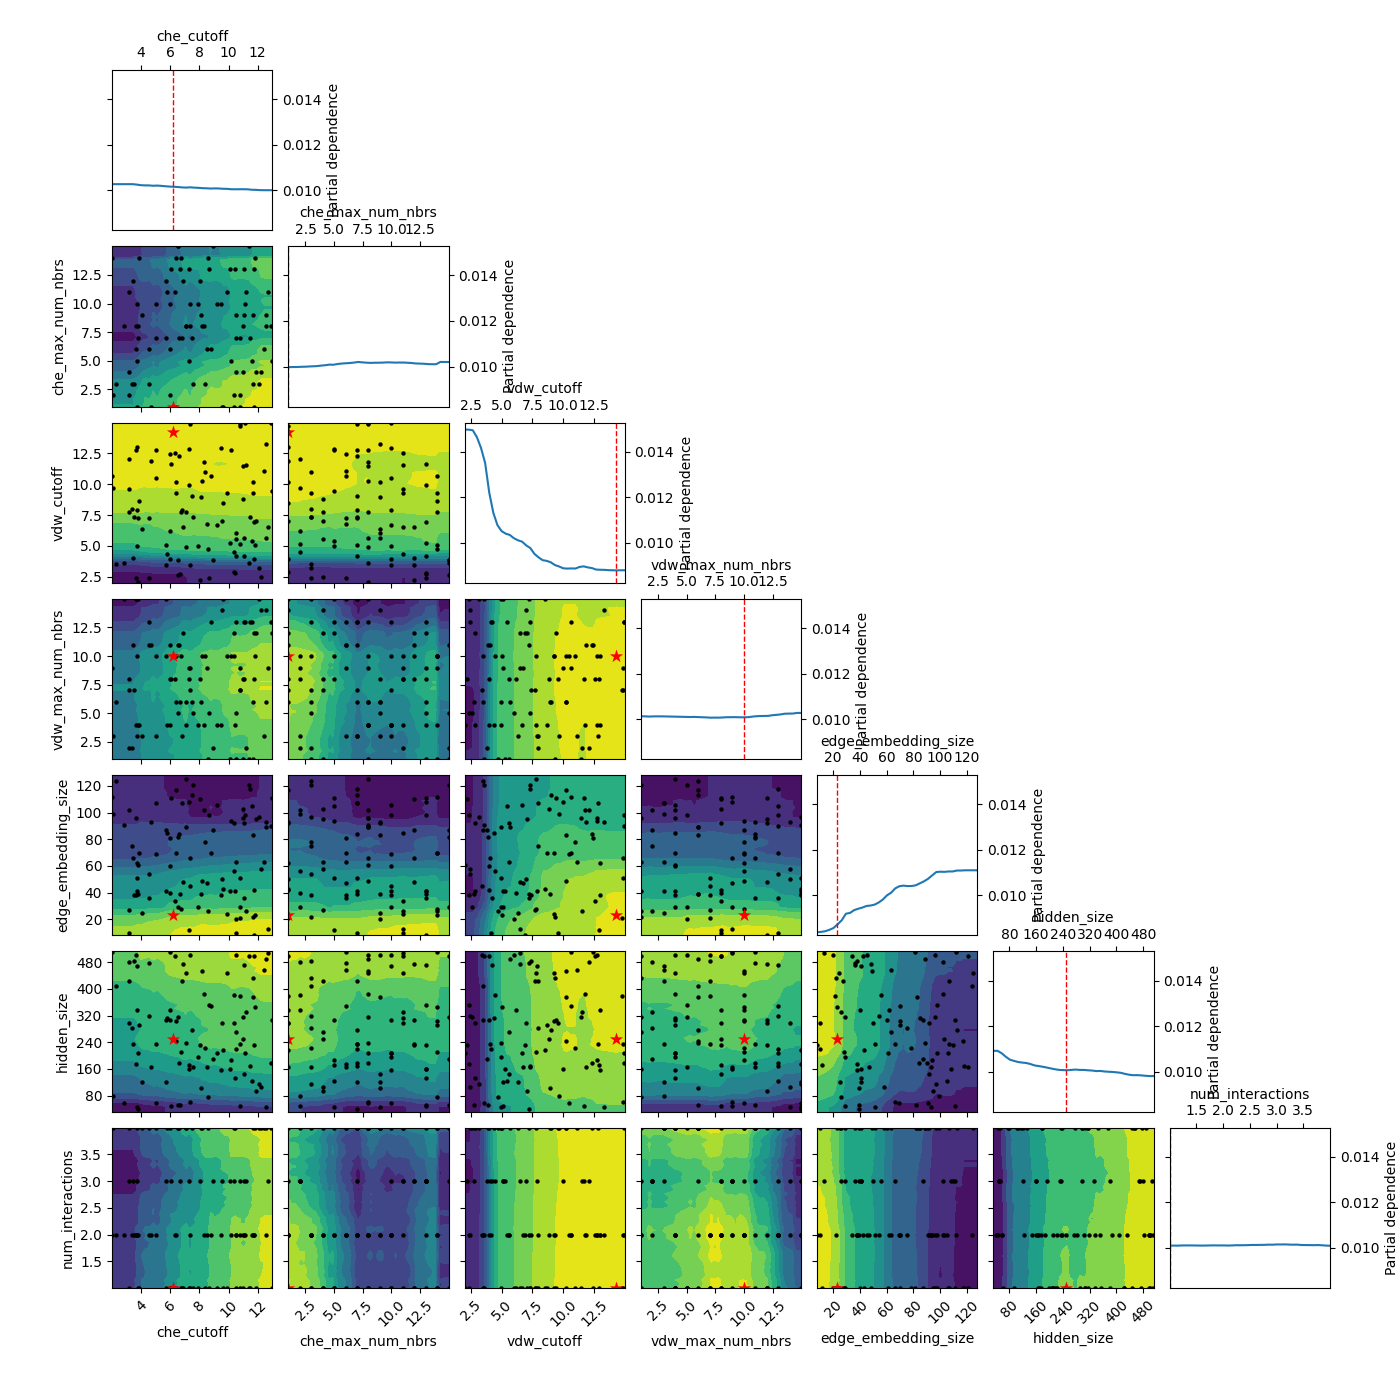 che_cutoff
4 6 8 10 12
0.014
0.012
0.010
Partial dependence
che_max_num_nbrs
2.5 5.0 7.5 10.0 12.5
che_max_num_nbrs
12.5
10.0
7.5
5.0
2.5
0.014
0.012
0.010
Partial dependence
vdw_cutoff
2.5 5.0 7.5 10.0 12.5
vdw_cutoff
12.5
10.0
7.5
5.0
2.5
0.014
0.012
0.010
Partial dependence
vdw_max_num_nbrs
2.5 5.0 7.5 10.0 12.5
vdw_max_num_nbrs
12.5
10.0
7.5
5.0
2.5
0.014
0.012
0.010
Partial dependence
edge_embedding_size
20 40 60 80 100 120
edge_embedding_size
120
100
80
60
40
20
0.014
0.012
0.010
Partial dependence
hidden_size
80 160 240 320 400 480
hidden_size
480
400
320
240
160
80
0.014
0.012
0.010
Partial dependence
num_interactions
1.5 2.0 2.5 3.0 3.5
num_interactions
3.5
3.0
2.5
2.0
1.5
0.014
0.012
0.010
Partial dependence
4 6 8 10 12
2.5 5.0 7.5 10.0 12.5
2.5 5.0 7.5 10.0 12.5
2.5 5.0 7.5 10.0 12.5
20 40 60 80 100 120
80 160 240 320 400 480
che_cutoff
che_max_num_nbrs
vdw_cutoff
vdw_max_num_nbrs
edge_embedding_size
hidden_size